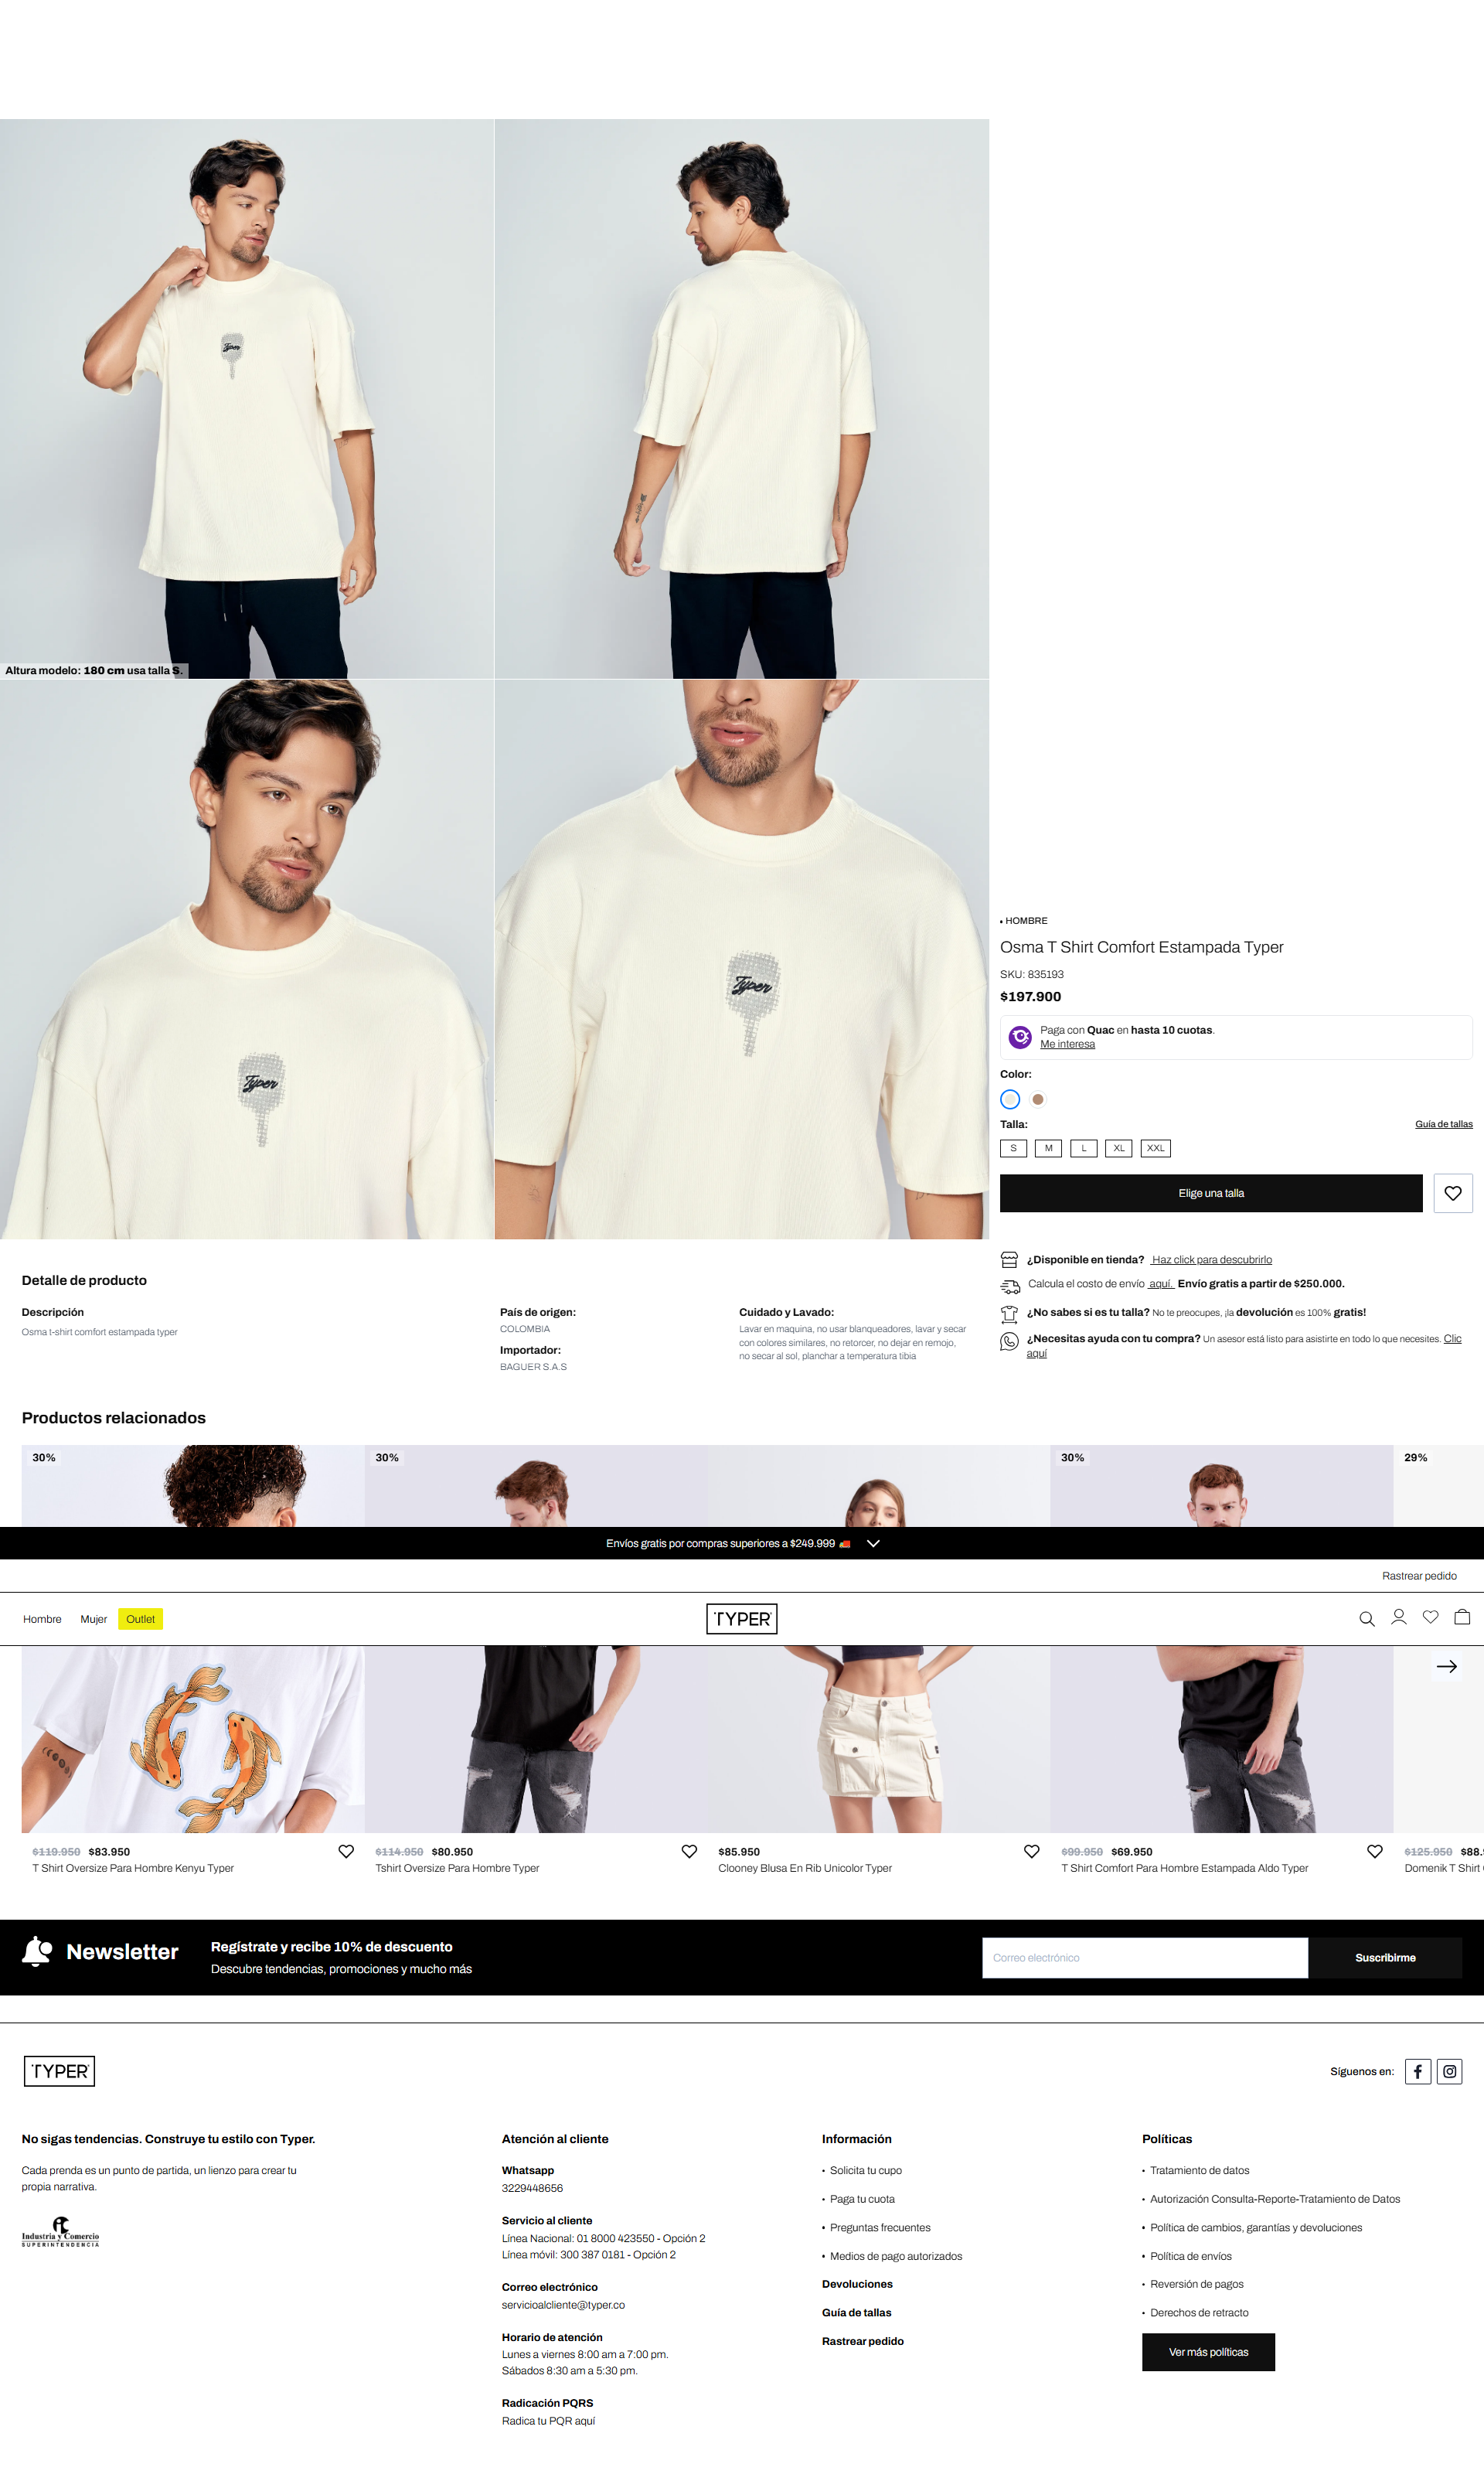 Typer
Altura modelo: 180 cm usa talla S.
Typer
Typer
• HOMBRE
Osma T Shirt Comfort Estampada Typer
SKU: 835193
$197.900
Paga con Quac en hasta 10 cuotas.
Me interesa
Color:
Talla:
Guía de tallas
S M L XL XXL
Elige una talla
¿Disponible en tienda? Haz click para descubrirlo
Calcula el costo de envío aquí. Envío gratis a partir de $250.000.
¿No sabes si es tu talla? No te preocupes, ¡la devolución es 100% gratis!
¿Necesitas ayuda con tu compra? Un asesor está listo para asistirte en todo lo que necesites. Clic
aquí
Detalle de producto
Descripción
Osma t-shirt comfort estampada typer
País de origen:
COLOMBIA
Importador:
BAGUER S.A.S
Cuidado y Lavado:
Lavar en maquina, no usar blanqueadores, lavar y secar
con colores similares, no retorcer, no dejar en remojo,
no secar al sol, planchar a temperatura tibia
Productos relacionados
30%
30%
30%
29%
Envíos gratis por compras superiores a $249.999
Rastrear pedido
Hombre Mujer Outlet
TYPER
$119.950 $83.950
T Shirt Oversize Para Hombre Kenyu Typer
$114.950 $80.950
Tshirt Oversize Para Hombre Typer
$85.950
Clooney Blusa En Rib Unicolor Typer
$99.950 $69.950
T Shirt Comfort Para Hombre Estampada Aldo Typer
$125.950 $88.
Domenik T Shirt
Newsletter
Regístrate y recibe 10% de descuento
Descubre tendencias, promociones y mucho más
Correo electrónico
Suscribirme
TYPER
Síguenos en:
No sigas tendencias. Construye tu estilo con Typer.
Cada prenda es un punto de partida, un lienzo para crear tu
propia narrativa.
Industria y Comercio
SUPERINTENDENCIA
Atención al cliente
Whatsapp
3229448656
Servicio al cliente
Línea Nacional: 01 8000 423550 - Opción 2
Línea móvil: 300 387 0181 - Opción 2
Correo electrónico
servicioalcliente@typer.co
Horario de atención
Lunes a viernes 8:00 am a 7:00 pm.
Sábados 8:30 am a 5:30 pm.
Radicación PQRS
Radica tu PQR aquí
Información
• Solicita tu cupo
• Paga tu cuota
• Preguntas frecuentes
• Medios de pago autorizados
Devoluciones
Guía de tallas
Rastrear pedido
Políticas
• Tratamiento de datos
• Autorización Consulta-Reporte-Tratamiento de Datos
• Política de cambios, garantías y devoluciones
• Política de envíos
• Reversión de pagos
• Derechos de retracto
Ver más políticas